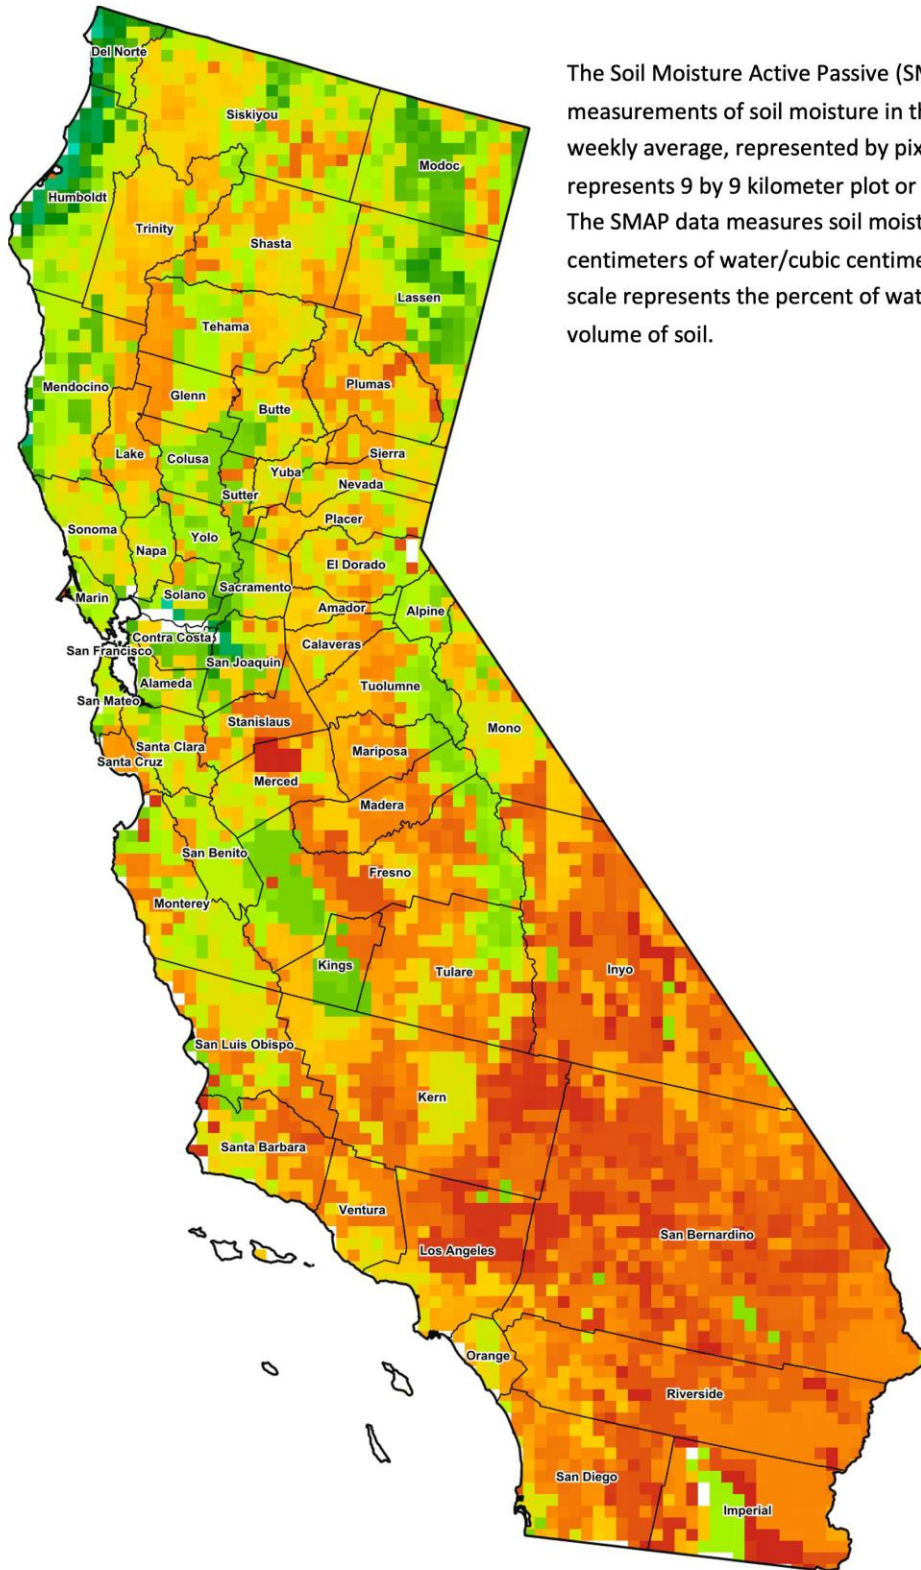 The Soil Moisture Active Passive (SM
measurements of soil moisture in th
weekly average, represented by pix
represents 9 by 9 kilometer plot or
The SMAP data measures soil moist
centimeters of water/cubic centime
scale represents the percent of wat
volume of soil.
Del Norte
Siskiyou
Modoc
Humboldt
Trinity
Shasta
Lassen
Tehama
Mendocino
Glenn
Butte
Plumas
Lake
Colusa
Sierra
Yuba
Nevada
Sutter
Placer
Sonoma
Yolo
Napa
El Dorado
Sacramento
Marin
Solano
Amador
Alpine
Contra Costa
Calaveras
San Francisco
San Joaquin
Alameda
Tuolumne
San Mateo
Stanislaus
Mono
Santa Clara
Mariposa
Santa Cruz
Merced
Madera
San Benito
Fresno
Monterey
Kings
Tulare
Inyo
San Luis Obispo
Kern
Santa Barbara
Ventura
San Bernardino
Los Angeles
Orange
Riverside
San Diego
Imperial